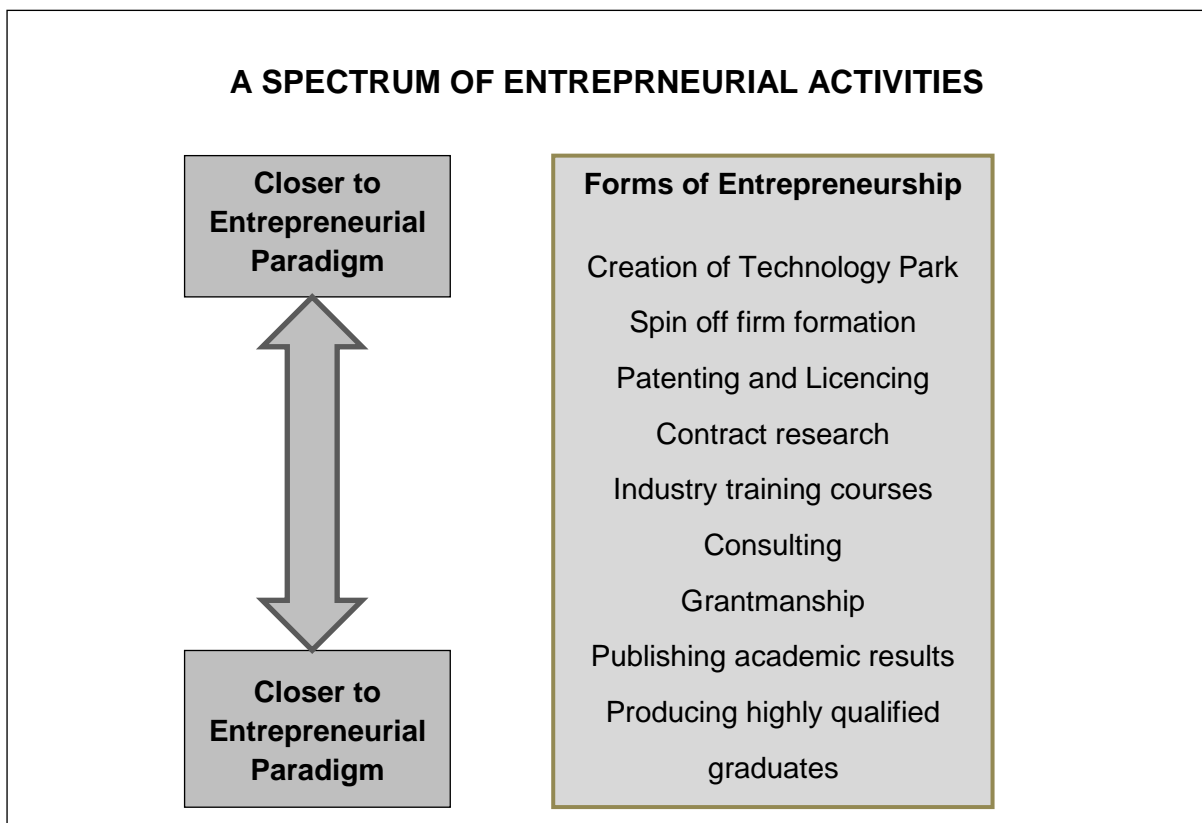 A SPECTRUM OF ENTREPRNEURIAL ACTIVITIES
Closer to
Entrepreneurial
Paradigm
Closer to
Entrepreneurial
Paradigm
Forms of Entrepreneurship
Creation of Technology Park
Spin off firm formation
Patenting and Licencing
Contract research
Industry training courses
Consulting
Grantmanship
Publishing academic results
Producing highly qualified
graduates